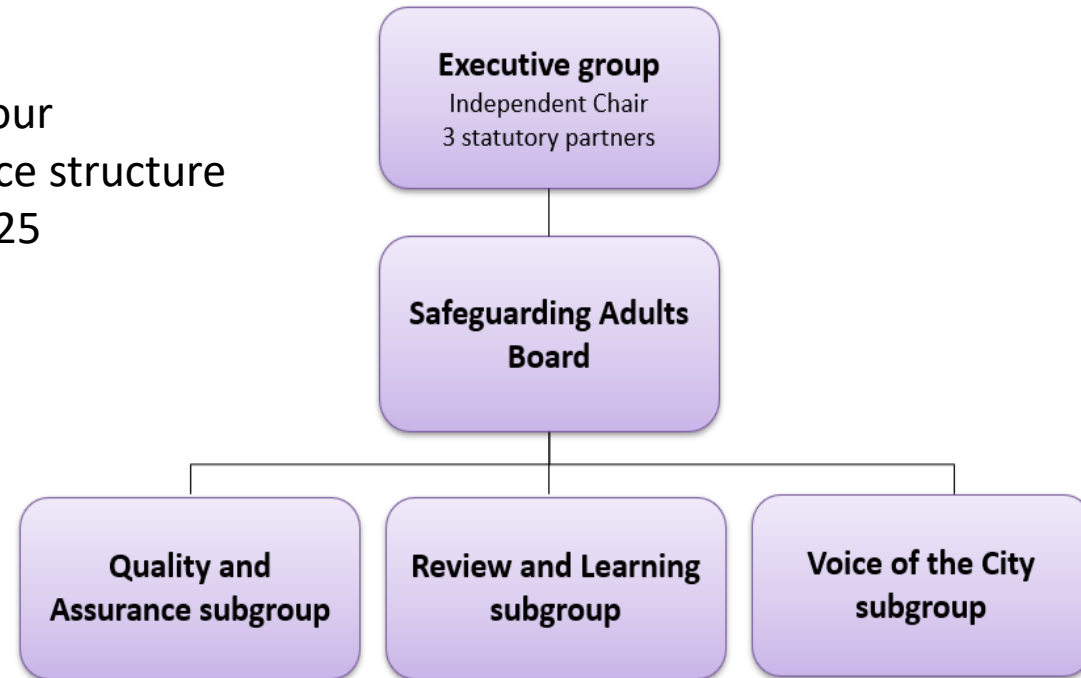 Executive group
Independent Chair
3 statutory partners
our
ce structure
25
Safeguarding Adults
Board
Quality and
Assurance subgroup
Review and Learning
subgroup
Voice of the City
subgroup